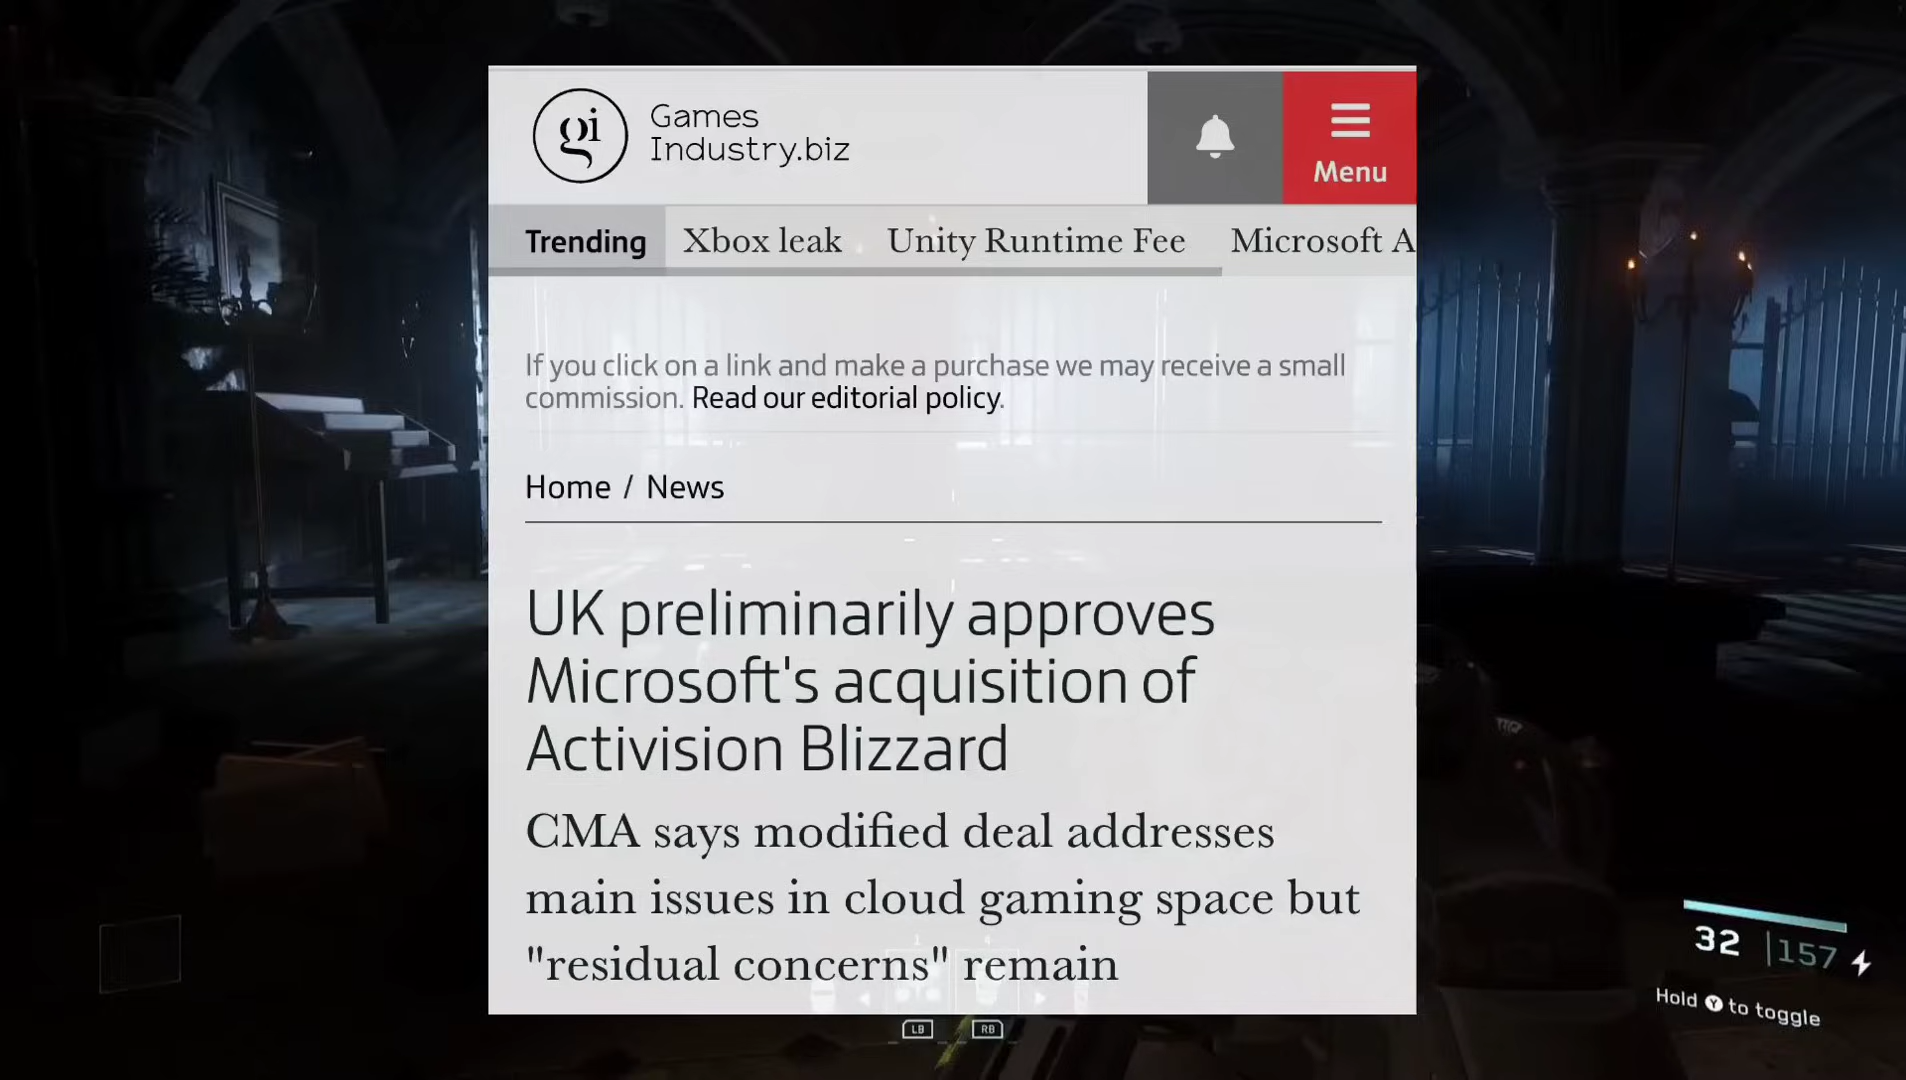 gi
Games
Industry.biz
Menu
Trending Xbox leak Unity Runtime Fee Microsoft A
If you click on a link and make a purchase we may receive a small
commission. Read our editorial policy.
Home / News
UK preliminarily approves
Microsoft's acquisition of
Activision Blizzard
CMA says modified deal addresses
main issues in cloud gaming space but
"residual concerns" remain
32 | 157
Hold Y to toggle
LB RB